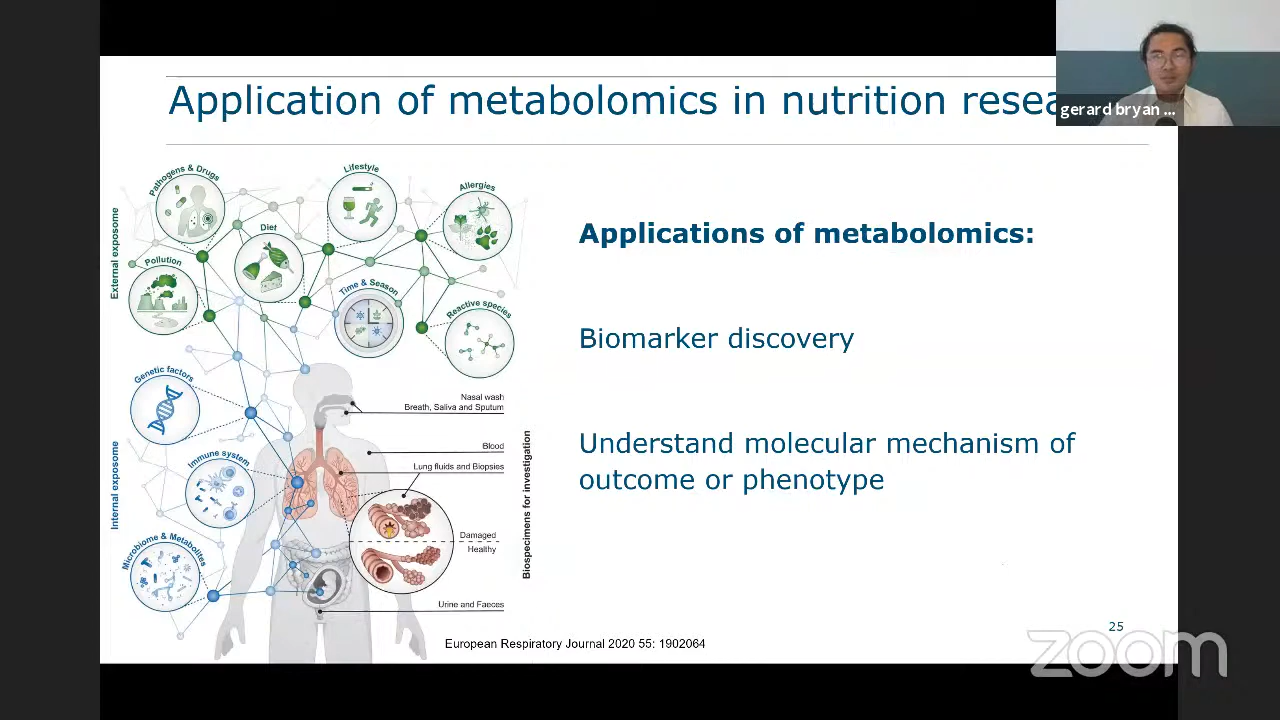 Application of metabolomics in nutrition resea
gerard bryan ...
Pathogens & Drugs
Lifestyle
Allergies
Diet
Pollution
Time & Season
Reactive species
External exposome
Genetic factors
Immune system
Microbiome & Metabolites
Internal exposome
Nasal wash
Breath, Saliva and Sputum
Blood
Lung fluids and Biopsies
Damaged
Healthy
Urine and Faeces
Biospecimens for investigation
Applications of metabolomics:
Biomarker discovery
Understand molecular mechanism of
outcome or phenotype
European Respiratory Journal 2020 55: 1902064
25
zoom